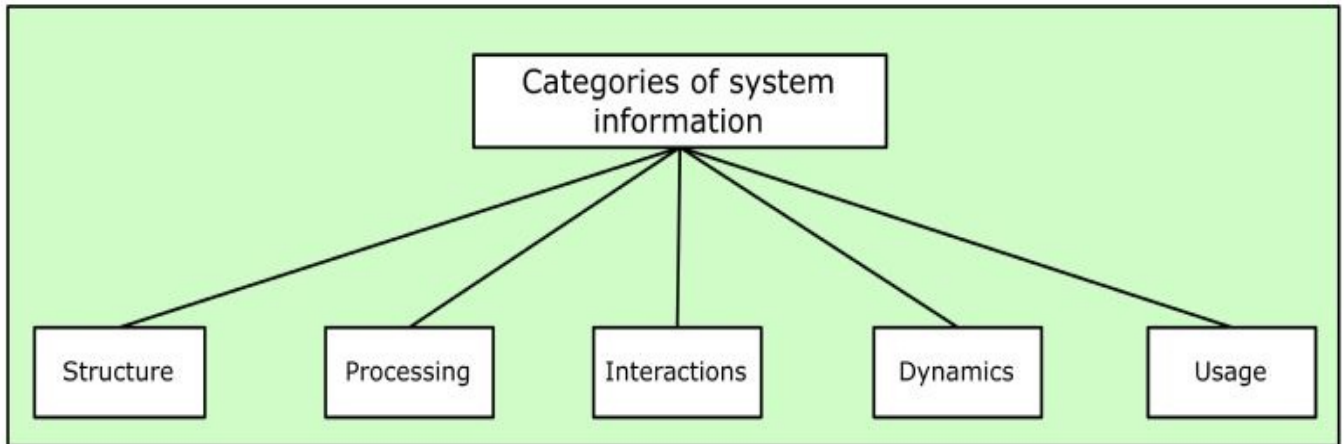 Categories of system
information
Structure
Processing
Interactions
Dynamics
Usage